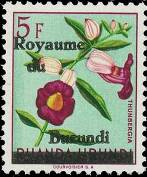 5F
Royaume
du
THUNBERGIA
Burundi
RUANDA-URUNDI
COURVOISIER S.A.